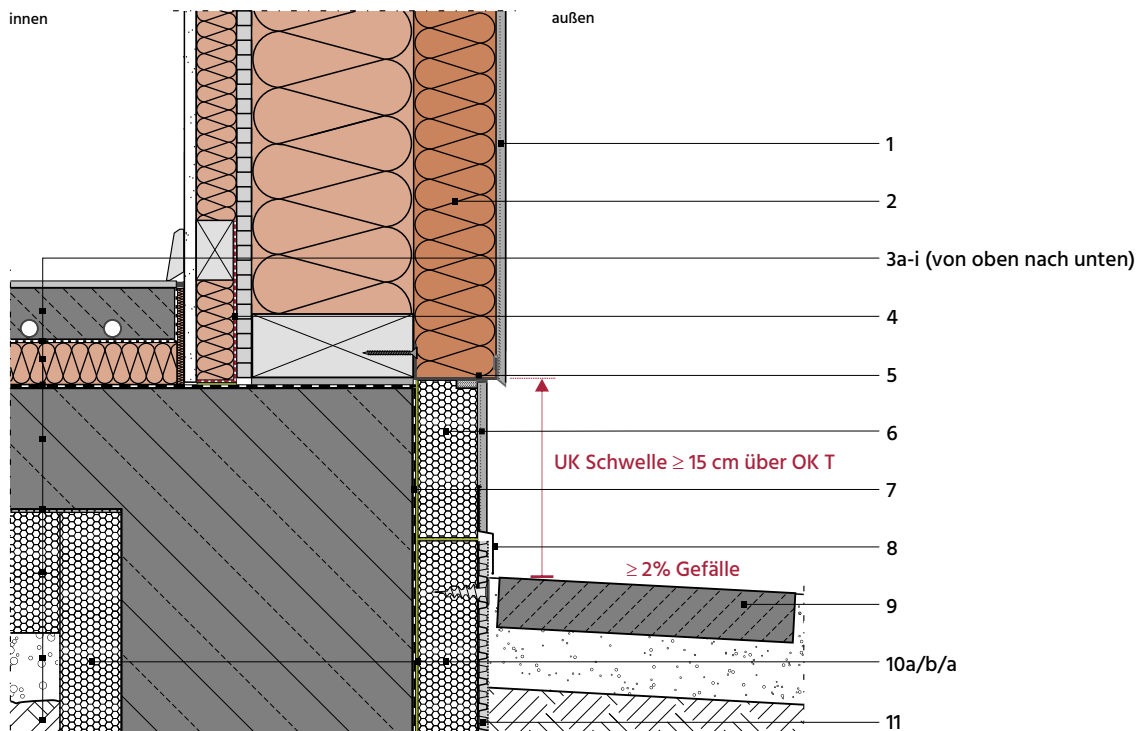 innen
außen
1
2
3a-i (von oben nach unten)
4
5
6
UK Schwelle ≥ 15 cm über OK T
7
8
≥ 2% Gefälle
9
10a/b/a
11